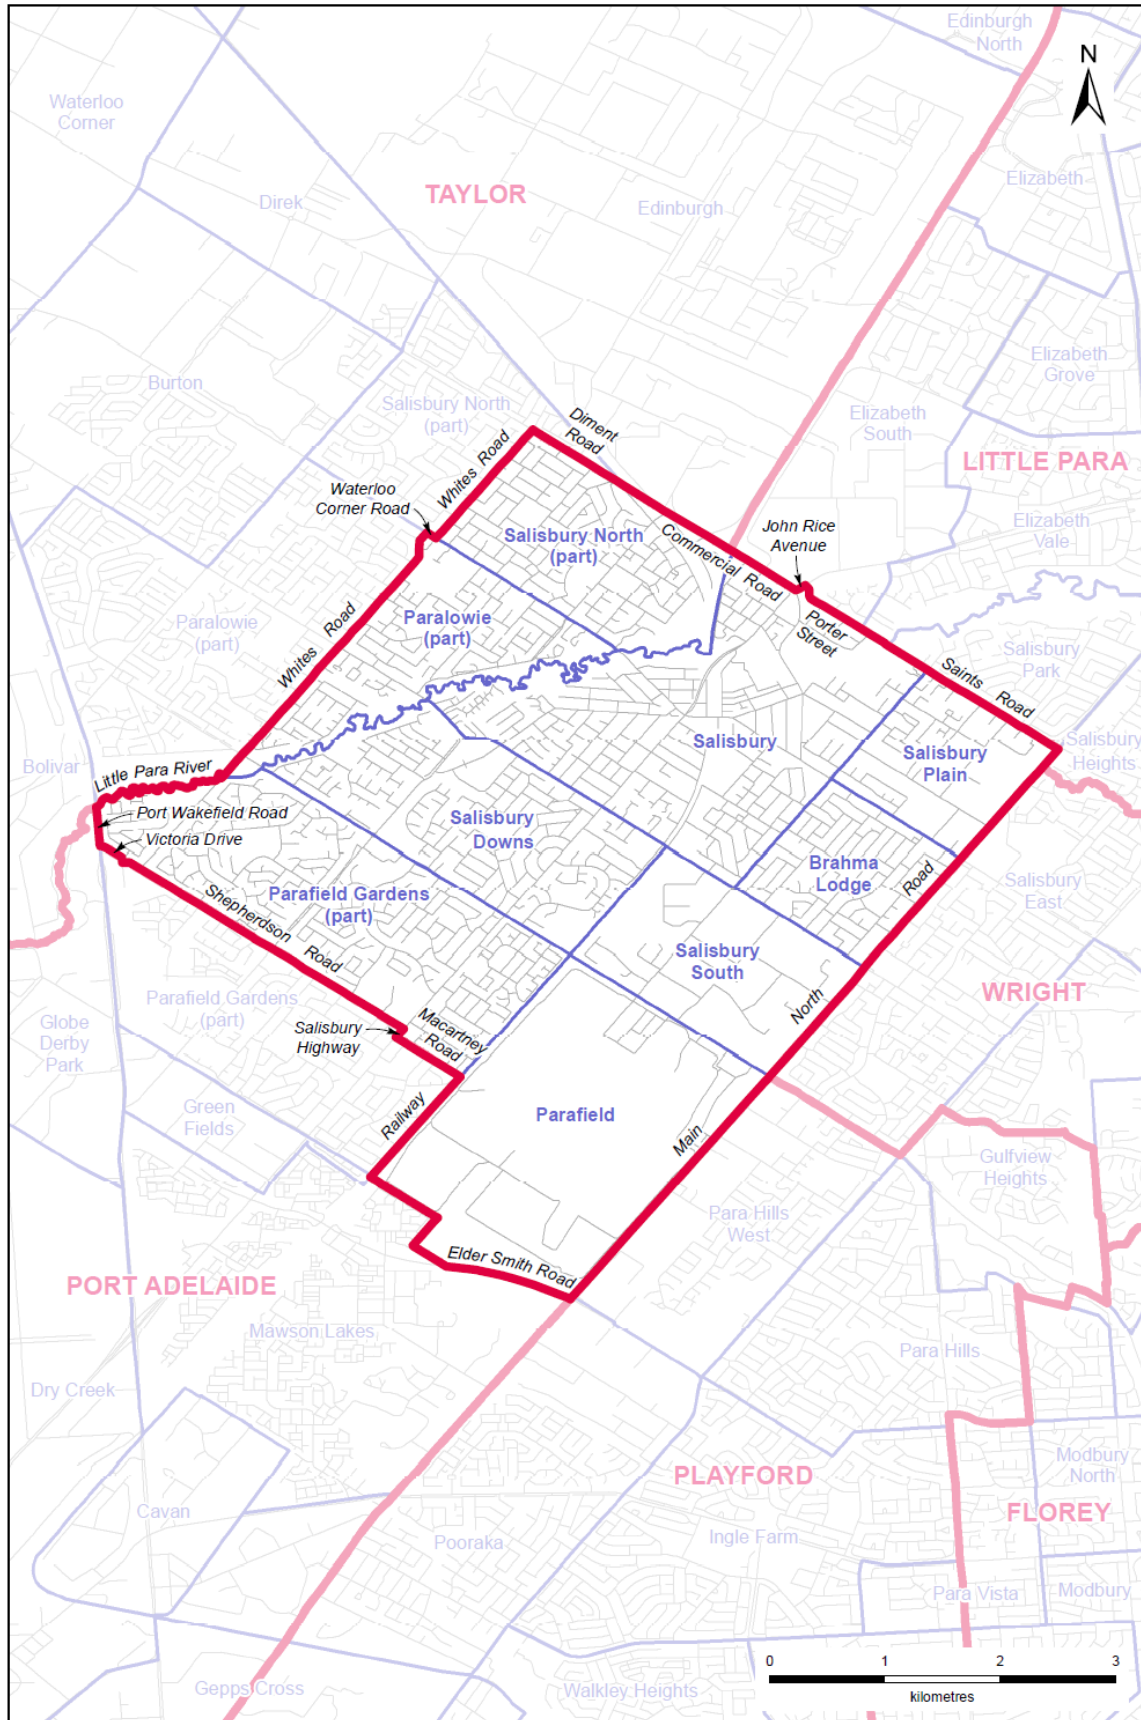 Edinburgh
North
N
Waterloo
Corner
Elizabeth
TAYLOR
Direk
Edinburgh
Elizabeth
Grove
Burton
Salisbury North
(part)
Diment
Road
Elizabeth
South
Whites Road
LITTLE PARA
Waterloo
Corner Road
Salisbury North
(part)
Commercial Road
John Rice
Avenue
Elizabeth
Vale
Paralowie
(part)
Paralowie
(part)
Whites Road
Porter
Street
Salisbury
Park
Saints Road
Salisbury
Salisbury
Plain
Salisbury
Heights
Bolivar
Little Para River
Port Wakefield Road
Victoria Drive
Salisbury
Downs
Brahma
Lodge
Road
Salisbury
East
Parafield Gardens
(part)
Shepherdson Road
Salisbury
South
North
WRIGHT
Parafield Gardens
(part)
Globe
Derby
Park
Salisbury
Highway
Macartney
Road
Green
Fields
Railway
Parafield
Main
Gulfview
Heights
Para Hills
West
Elder Smith Road
PORT ADELAIDE
Mawson Lakes
Para Hills
Dry Creek
PLAYFORD
Modbury
North
Cavan
FLOREY
Pooraka
Ingle Farm
Para Vista
Modbury
Gepps Cross
Walkley Heights
0 1 2 3
kilometres